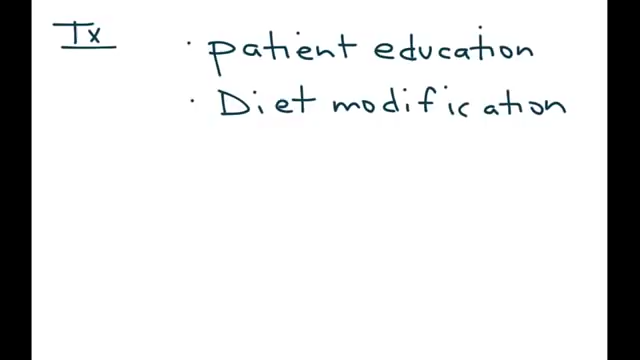 Tx
· patient education
· Diet modification